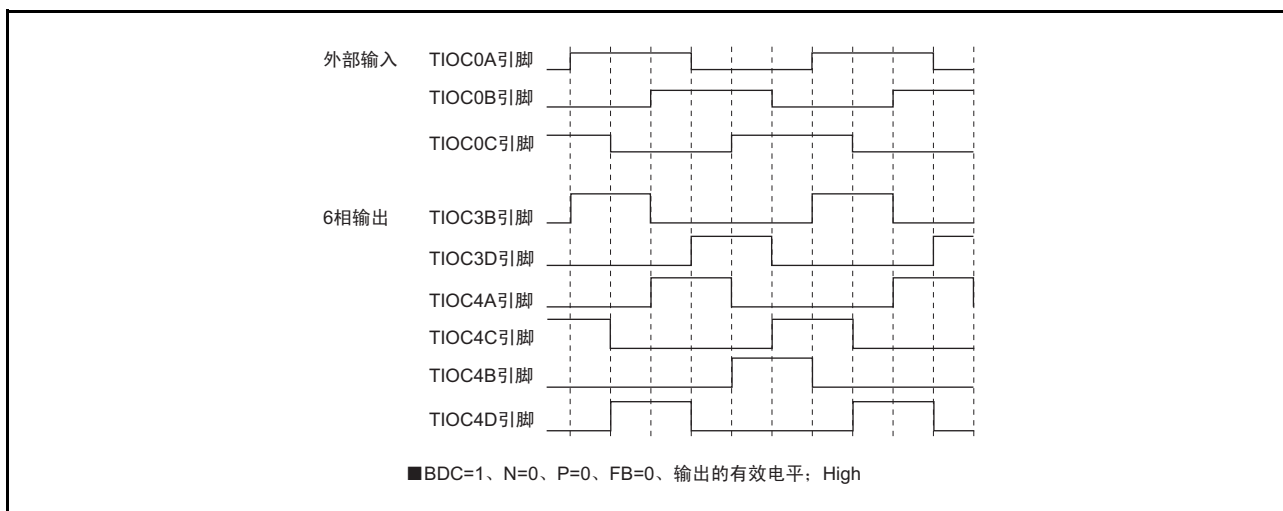 外部输入 TIOC0A引脚
TIOC0B引脚
TIOC0C引脚
6相输出 TIOC3B引脚
TIOC3D引脚
TIOC4A引脚
TIOC4C引脚
TIOC4B引脚
TIOC4D引脚
■BDC=1、N=0、P=0、FB=0、输出的有效电平；High